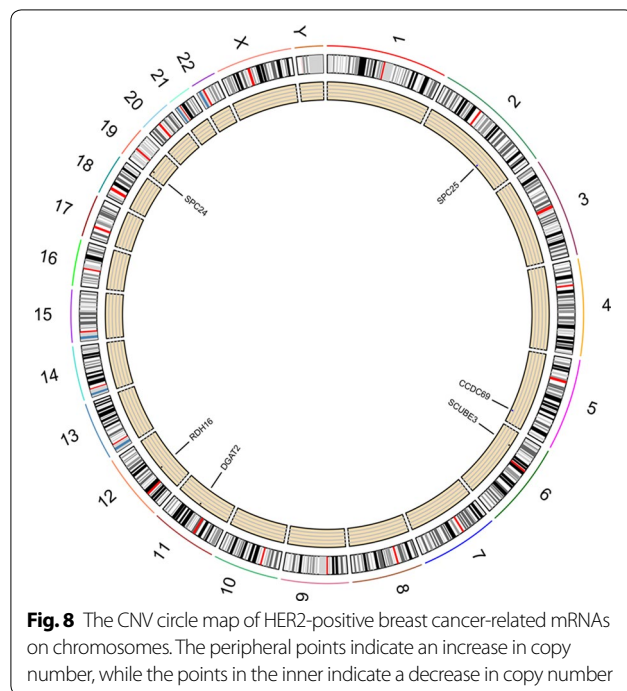 1
2
3
4
5
6
7
8
9
10
11
12
13
14
15
16
17
18
19
20
21
22
X
Y
SPC24
SPC25
CCDC69
SCUBE3
RDH16
DGAT2
Fig. 8 The CNV circle map of HER2-positive breast cancer-related mRNAs
on chromosomes. The peripheral points indicate an increase in copy
number, while the points in the inner indicate a decrease in copy number